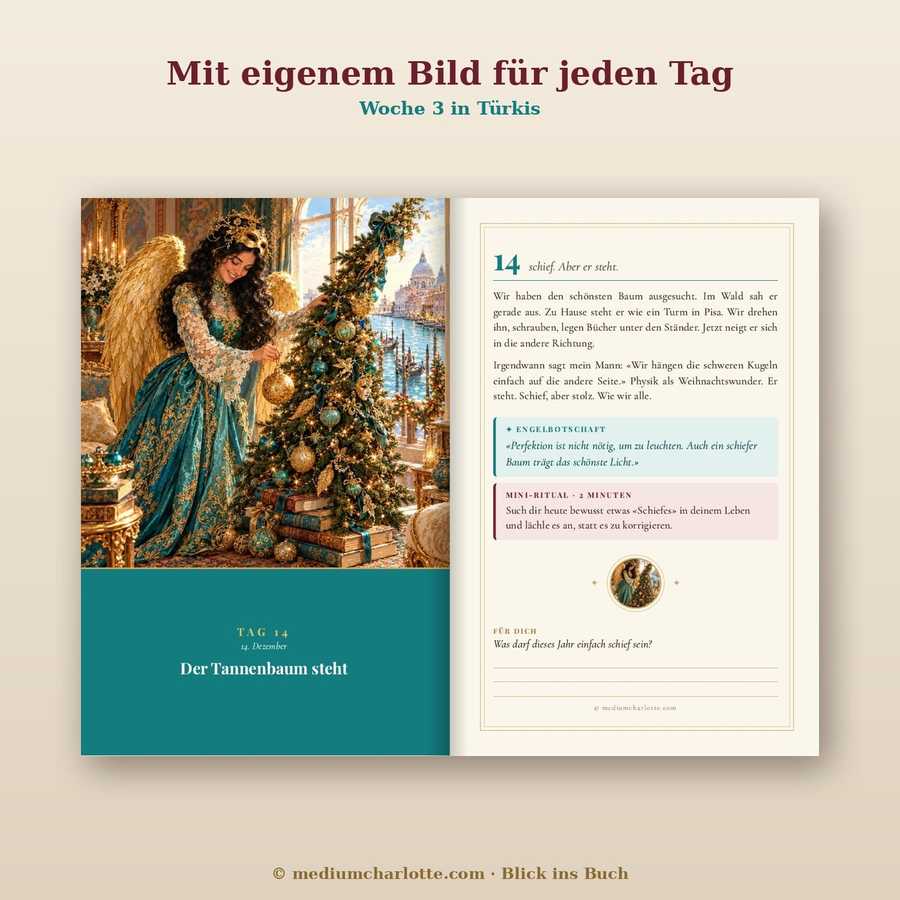 Mit eigenem Bild für jeden Tag
Woche 3 in Türkis
TAG 14
14. Dezember
Der Tannenbaum steht
14 schief. Aber er steht.
Wir haben den schönsten Baum ausgesucht. Im Wald sah er
gerade aus. Zu Hause steht er wie ein Turm in Pisa. Wir drehen
ihn, schrauben, legen Bücher unter den Ständer. Jetzt neigt er sich
in die andere Richtung.
Irgendwann sagt mein Mann: «Wir hängen die schweren Kugeln
einfach auf die andere Seite.» Physik als Weihnachtswunder. Er
steht. Schief, aber stolz. Wie wir alle.
✦ ENGELBOTSCHAFT
«Perfektion ist nicht nötig, um zu leuchten. Auch ein schiefer
Baum trägt das schönste Licht.»
MINI-RITUAL · 2 MINUTEN
Such dir heute bewusst etwas «Schiefes» in deinem Leben
und lächle es an, statt es zu korrigieren.
FÜR DICH
Was darf dieses Jahr einfach schief sein?
© mediumcharlotte.com
© mediumcharlotte.com · Blick ins Buch